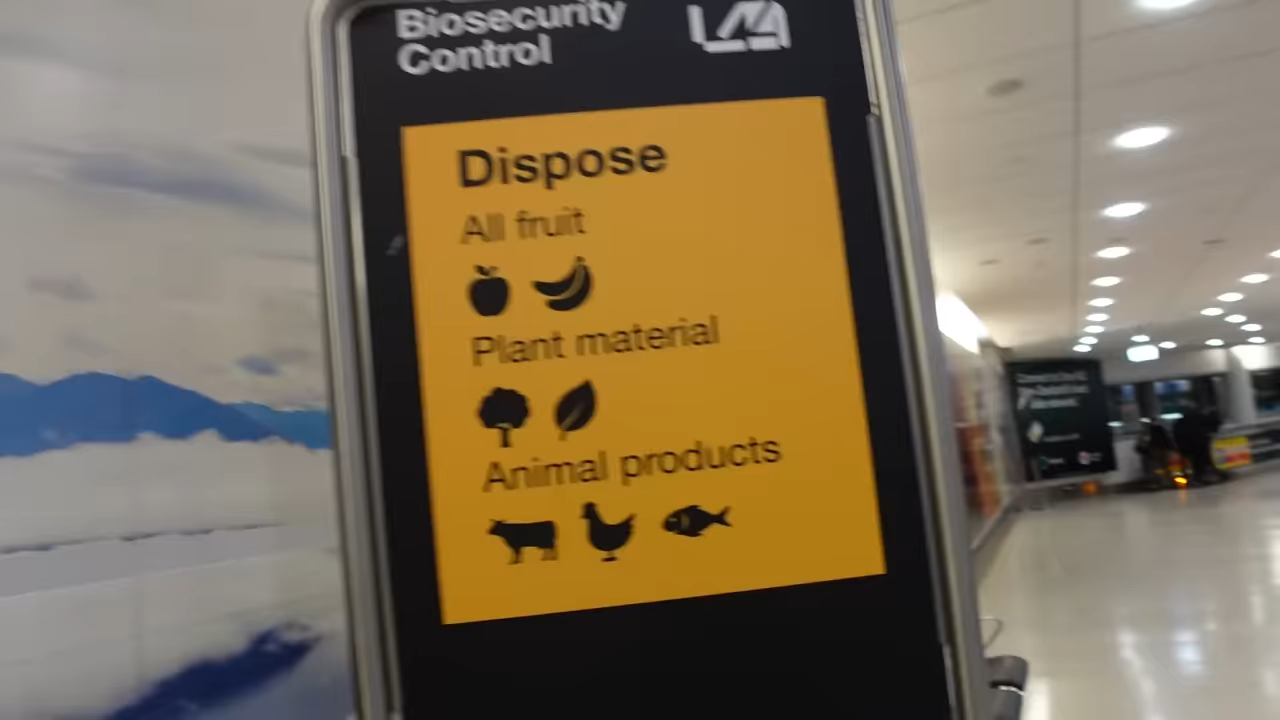 Biosecurity
Control
Dispose
All fruit
Plant material
Animal products